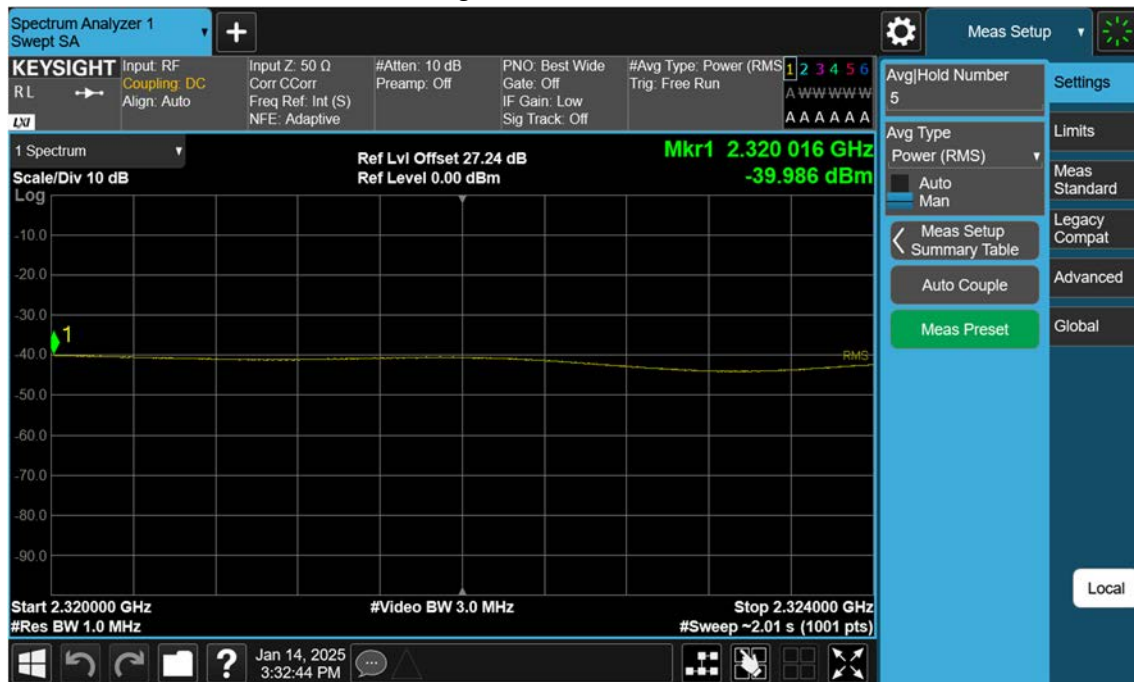 Spectrum Analyzer 1
Swept SA
+
Meas Setup
KEYSIGHT
R L
LXI
Input: RF
Coupling: DC
Align: Auto
Input Z: 50 Ω
Corr CCorr
Freq Ref: Int (S)
NFE: Adaptive
#Atten: 10 dB
Preamp: Off
PNO: Best Wide
Gate: Off
IF Gain: Low
Sig Track: Off
#Avg Type: Power (RMS
Trig: Free Run
1 2 3 4 5 6
A W W W W W
A A A A A A
1 Spectrum
Scale/Div 10 dB
Ref Lvl Offset 27.24 dB
Ref Level 0.00 dBm
Mkr1 2.320 016 GHz
-39.986 dBm
Log
-10.0
-20.0
-30.0
1
-40.0
RMS
-50.0
-60.0
-70.0
-80.0
-90.0
Start 2.320000 GHz
#Video BW 3.0 MHz
Stop 2.324000 GHz
#Res BW 1.0 MHz
#Sweep ~2.01 s (1001 pts)
Avg|Hold Number
5
Avg Type
Power (RMS)
Auto
Man
Meas Setup
Summary Table
Auto Couple
Meas Preset
Settings
Limits
Meas
Standard
Legacy
Compat
Advanced
Global
Local
?
Jan 14, 2025
3:32:44 PM